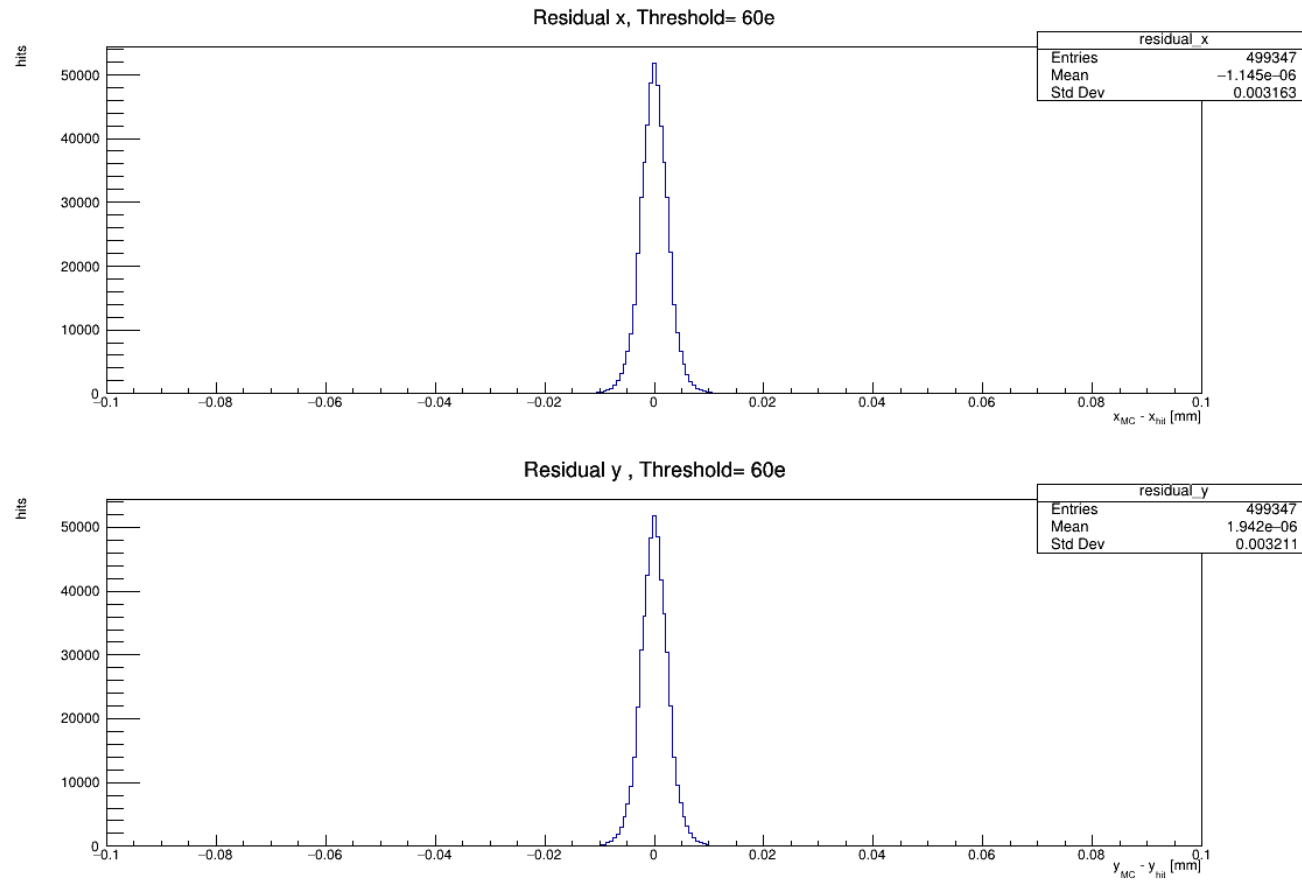 Residual x, Threshold= 60e
hits
residual_x
Entries 499347
Mean −1.145e−06
Std Dev 0.003163
50000
40000
30000
20000
10000
0
−0.1 −0.08 −0.06 −0.04 −0.02 0 0.02 0.04 0.06 0.08 0.1
x_MC - x_hit [mm]
Residual y , Threshold= 60e
hits
residual_y
Entries 499347
Mean 1.942e−06
Std Dev 0.003211
50000
40000
30000
20000
10000
0
−0.1 −0.08 −0.06 −0.04 −0.02 0 0.02 0.04 0.06 0.08 0.1
y_MC - y_hit [mm]